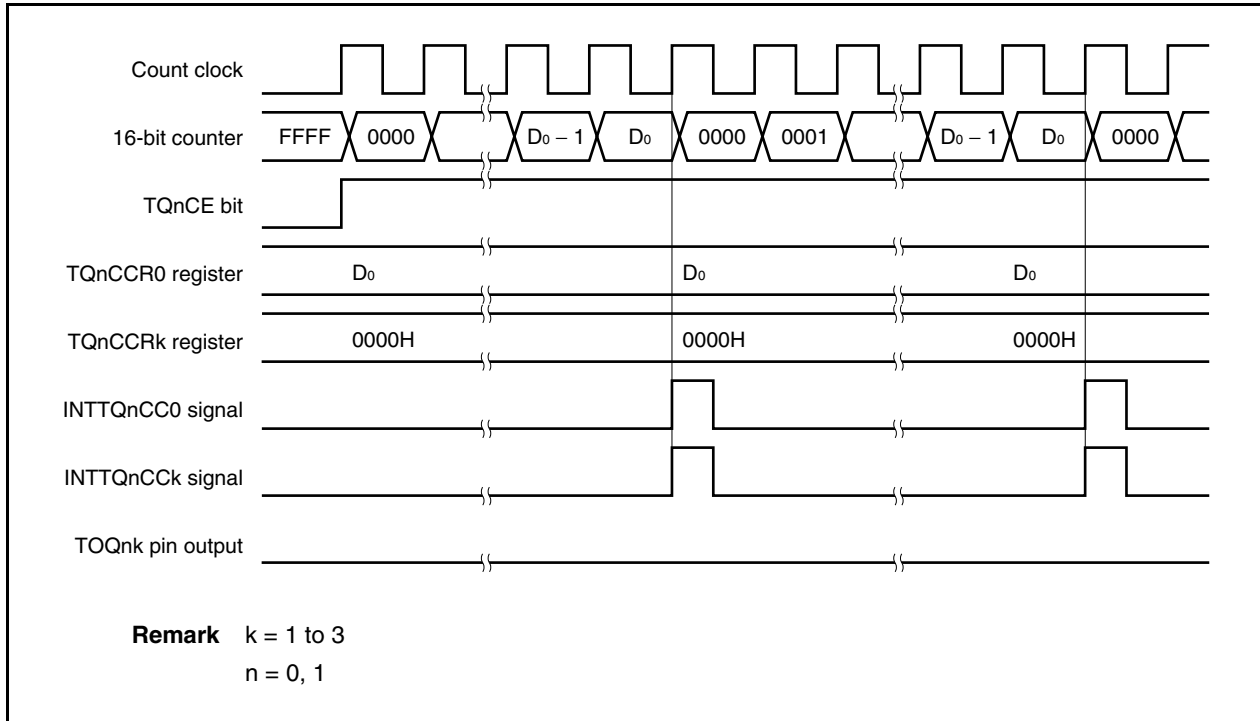 Count clock
16-bit counter FFFF 0000 D₀ − 1 D₀ 0000 0001 D₀ − 1 D₀ 0000
TQnCE bit
TQnCCR0 register D₀ D₀ D₀
TQnCCRk register 0000H 0000H 0000H
INTTQnCC0 signal
INTTQnCCk signal
TOQnk pin output
Remark k = 1 to 3
n = 0, 1